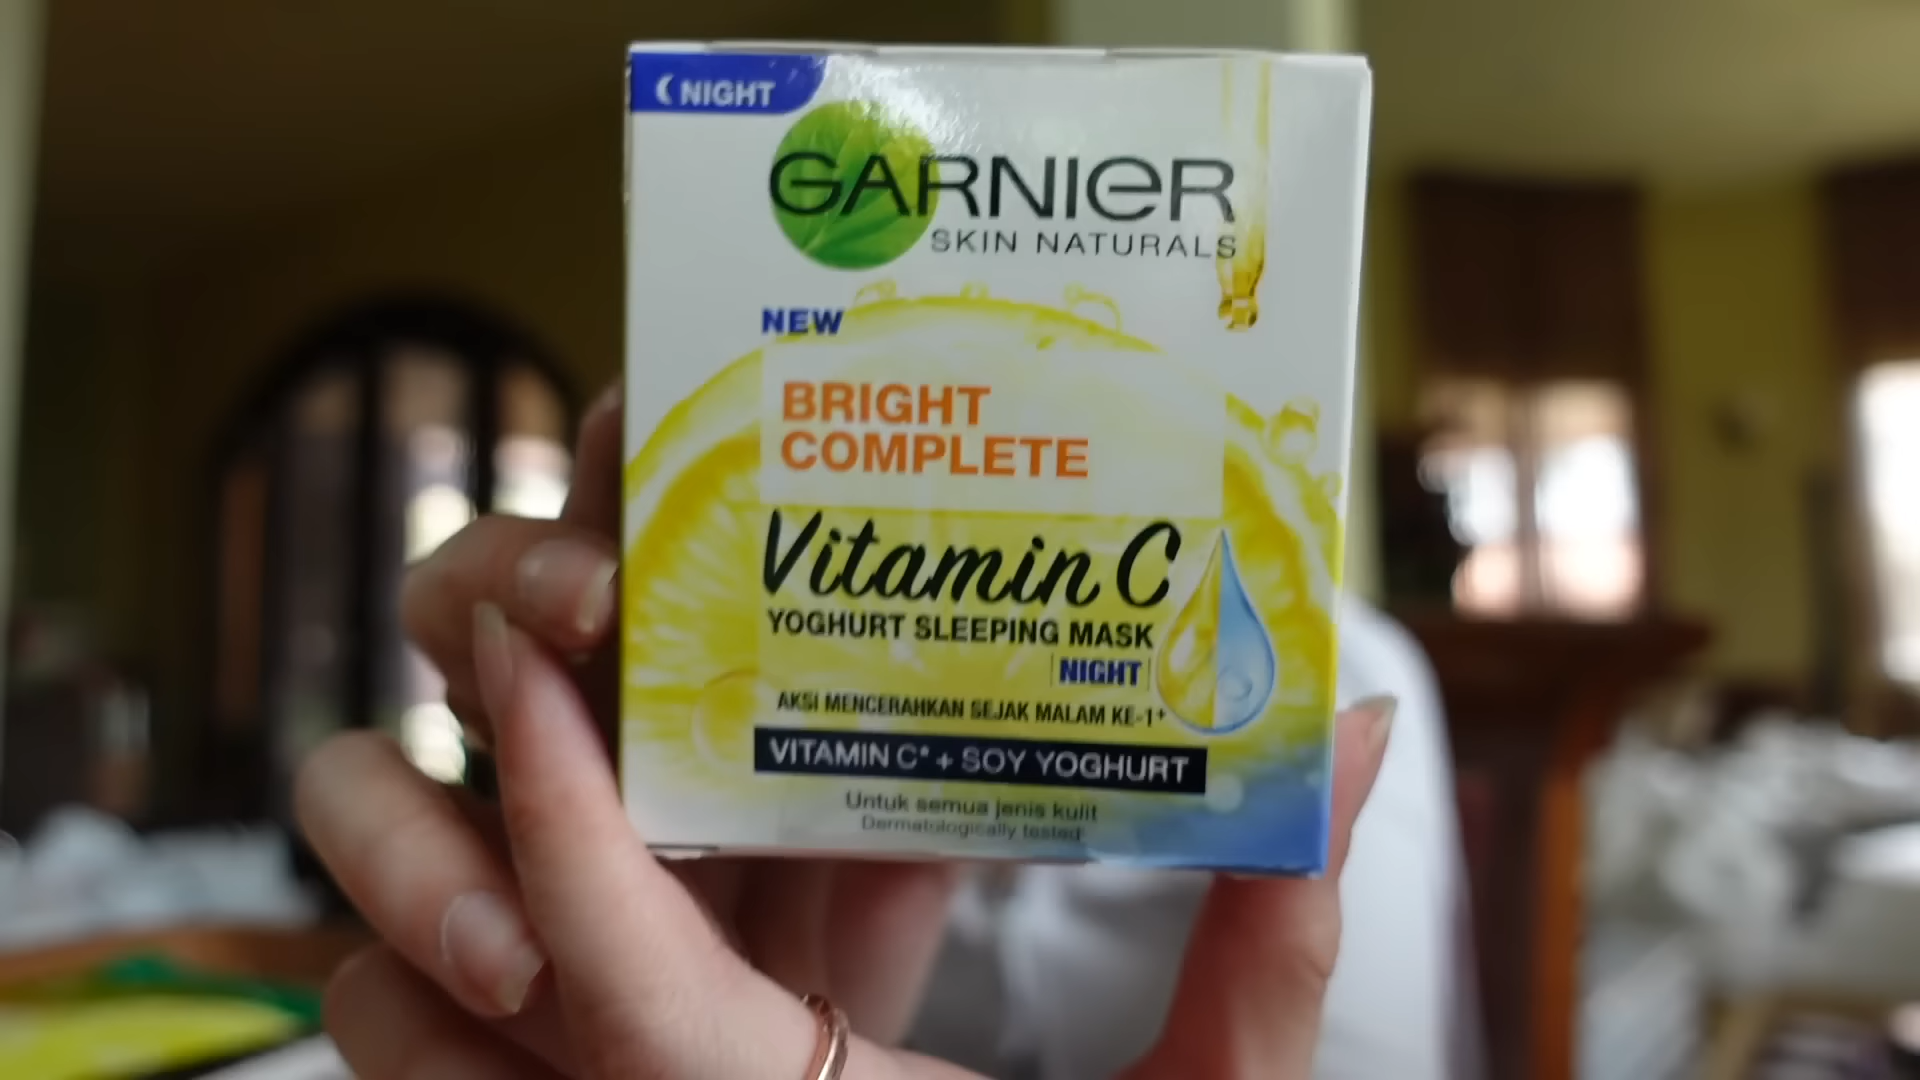 NIGHT
GARNIER
SKIN NATURALS
NEW
BRIGHT
COMPLETE
Vitamin C
YOGHURT SLEEPING MASK
NIGHT
AKSI MENCERAHKAN SEJAK MALAM KE-1+
VITAMIN C* + SOY YOGHURT
Untuk semua jenis kulit
Dermatologically tested